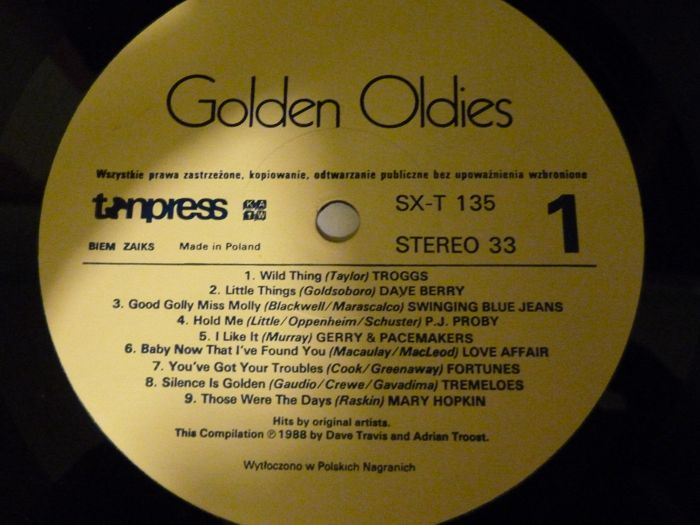 Golden Oldies
Wszystkie prawa zastrzeżone, kopiowanie, odtwarzanie publiczne bez upoważnienia wzbronione
tonpress KAW
SX-T 135
1
BIEM ZAIKS Made in Poland
STEREO 33
1. Wild Thing (Taylor) TROGGS
2. Little Things (Goldsoboro) DAVE BERRY
3. Good Golly Miss Molly (Blackwell/Marascalco) SWINGING BLUE JEANS
4. Hold Me (Little/Oppenheim/Schuster) P.J. PROBY
5. I Like It (Murray) GERRY & PACEMAKERS
6. Baby Now That I've Found You (Macaulay/MacLeod) LOVE AFFAIR
7. You've Got Your Troubles (Cook/Greenaway) FORTUNES
8. Silence Is Golden (Gaudio/Crewe/Gavadima) TREMELOES
9. Those Were The Days (Raskin) MARY HOPKIN
Hits by original artists.
This Compilation ℗ 1988 by Dave Travis and Adrian Troost.
Wytłoczono w Polskich Nagraniach